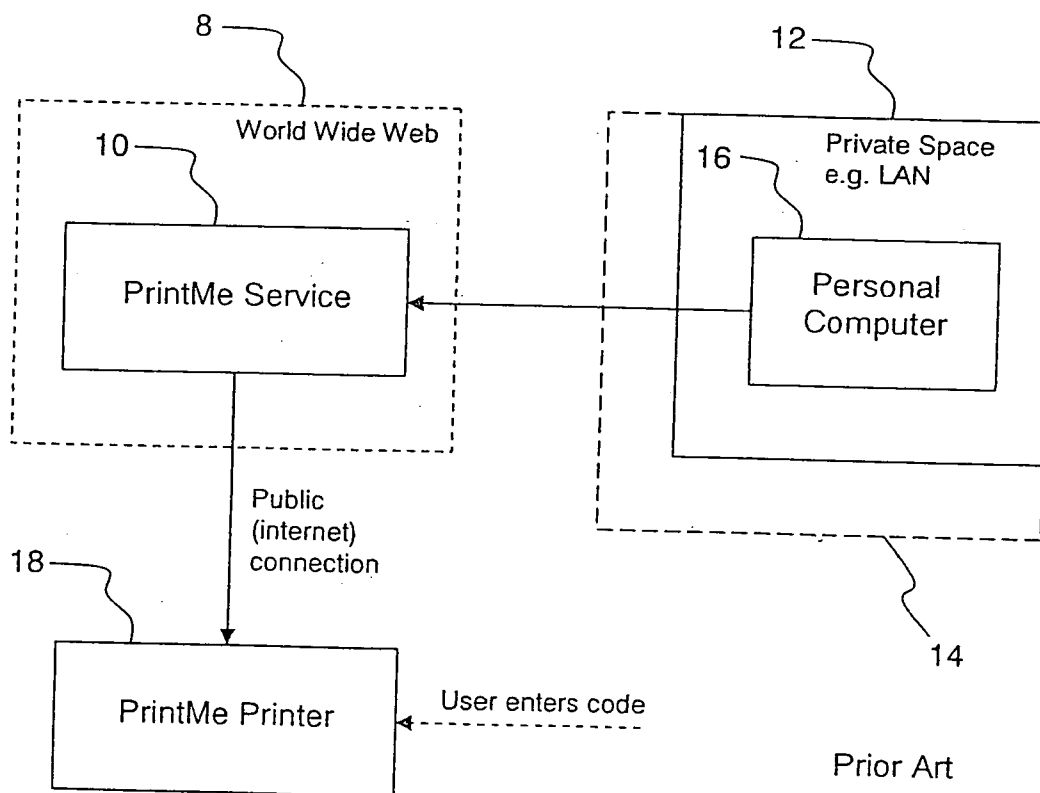 8
12
World Wide Web
10
Private Space
e.g. LAN
16
PrintMe Service
Personal
Computer
Public
(internet)
connection
18
14
User enters code
PrintMe Printer
Prior Art